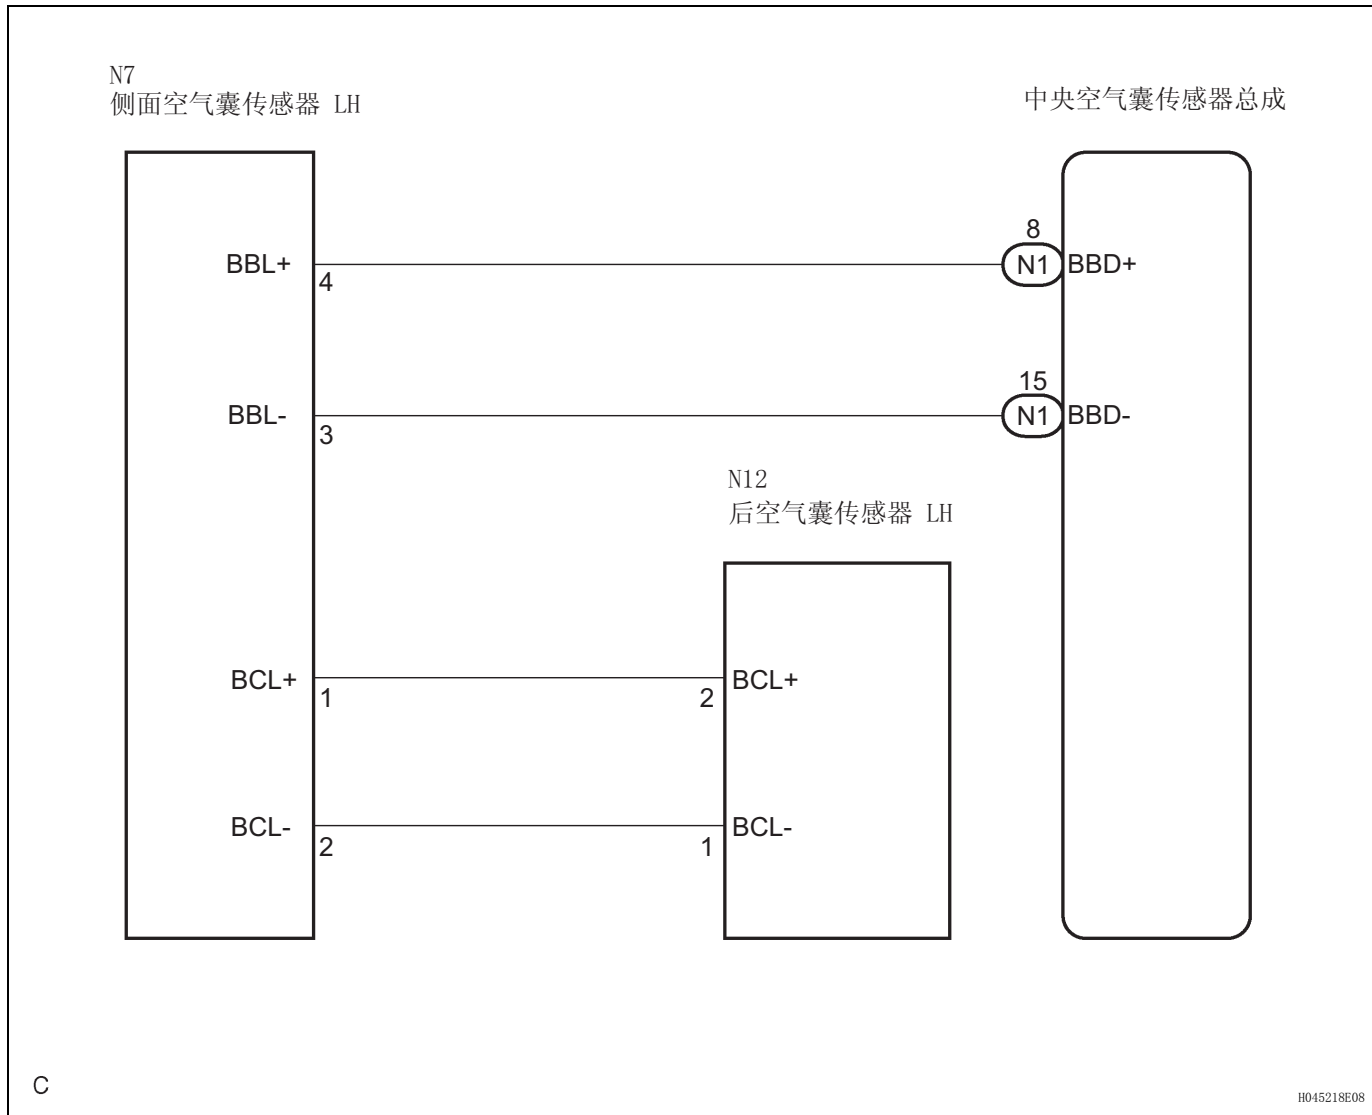 N7
侧面空气囊传感器 LH
中央空气囊传感器总成
8
BBL+
4
N1
BBD+
15
BBL-
3
N1
BBD-
N12
后空气囊传感器 LH
BCL+
1
2
BCL+
BCL-
2
1
BCL-
C
H045218E08